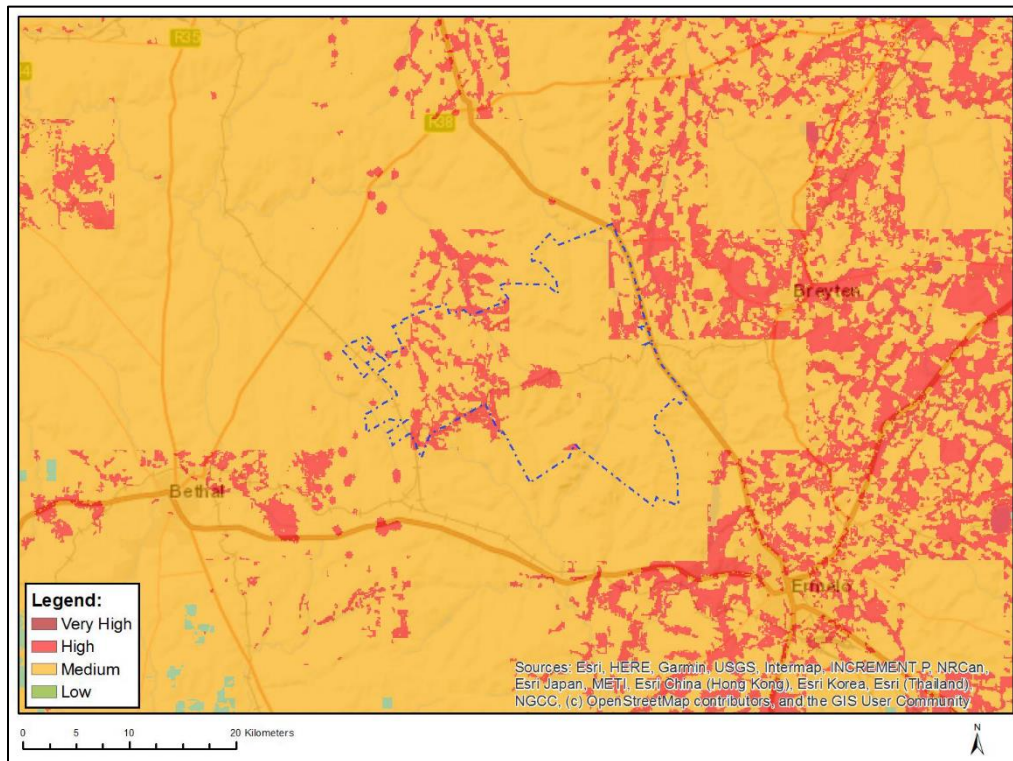 R35
R38
Breyten
Bethal
Ermelo
Legend:
Very High
High
Medium
Low
Sources: Esri, HERE, Garmin, USGS, Intermap, INCREMENT P, NRCan,
Esri Japan, METI, Esri China (Hong Kong), Esri Korea, Esri (Thailand),
NGCC, (c) OpenStreetMap contributors, and the GIS User Community
0 5 10 20 Kilometers
N